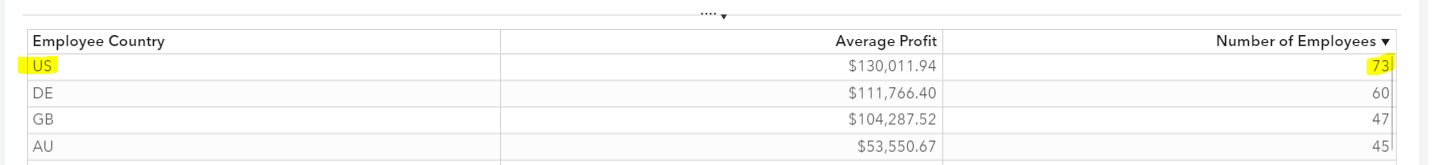 Employee Country Average Profit Number of Employees ▼
US $130,011.94 73
DE $111,766.40 60
GB $104,287.52 47
AU $53,550.67 45